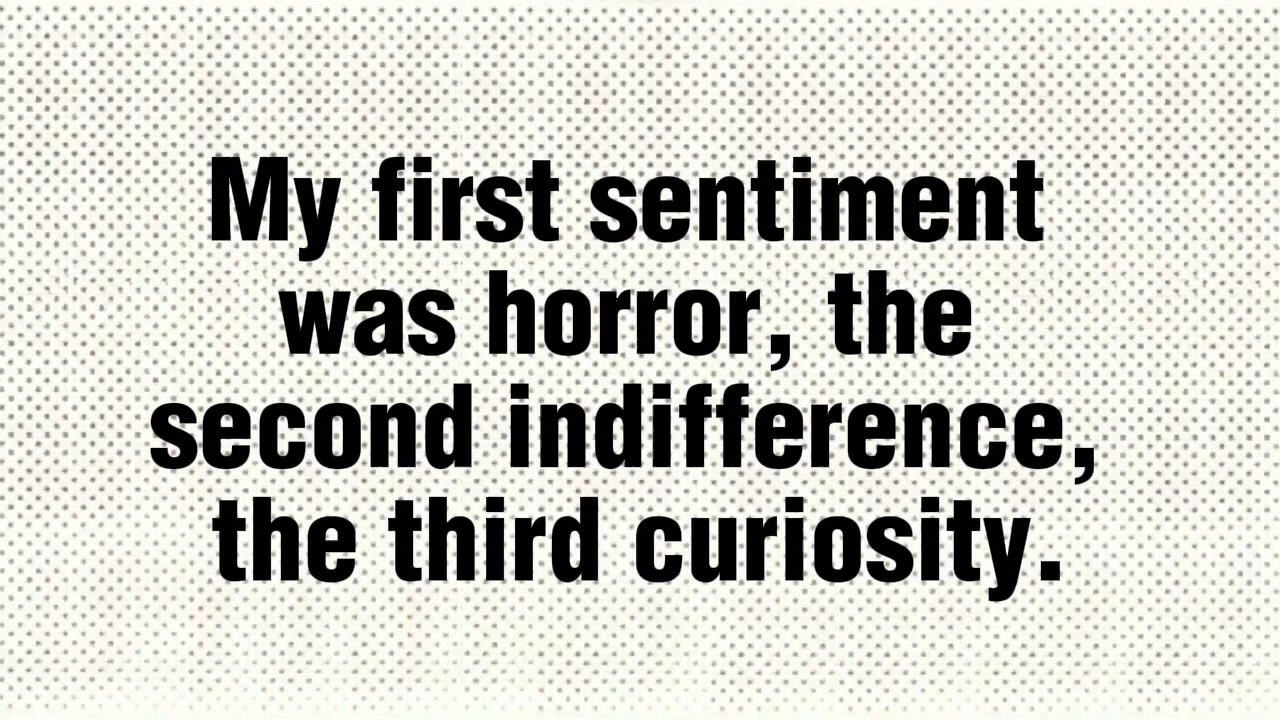 My first sentiment
was horror, the
second indifference,
the third curiosity.